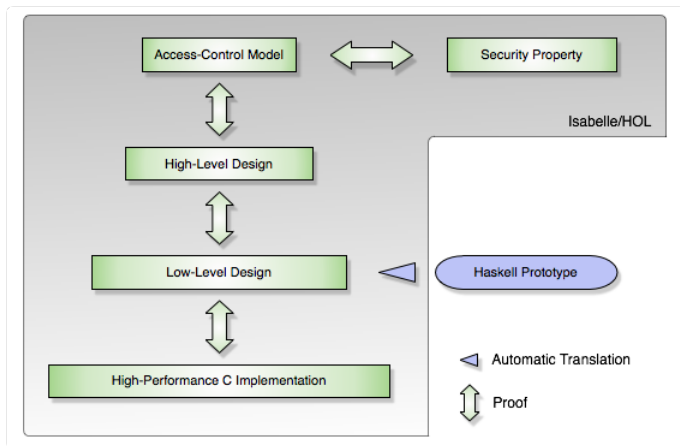 Access-Control Model
Security Property
Isabelle/HOL
High-Level Design
Low-Level Design
Haskell Prototype
Automatic Translation
High-Performance C Implementation
Proof